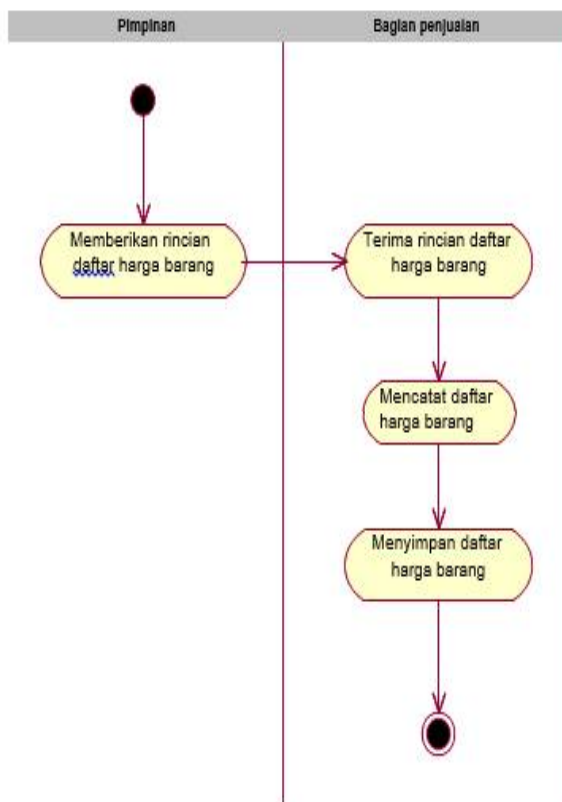 Pimpinan
Bagian penjualan
Memberikan rincian
daftar harga barang
Terima rincian daftar
harga barang
Mencatat daftar
harga barang
Menyimpan daftar
harga barang